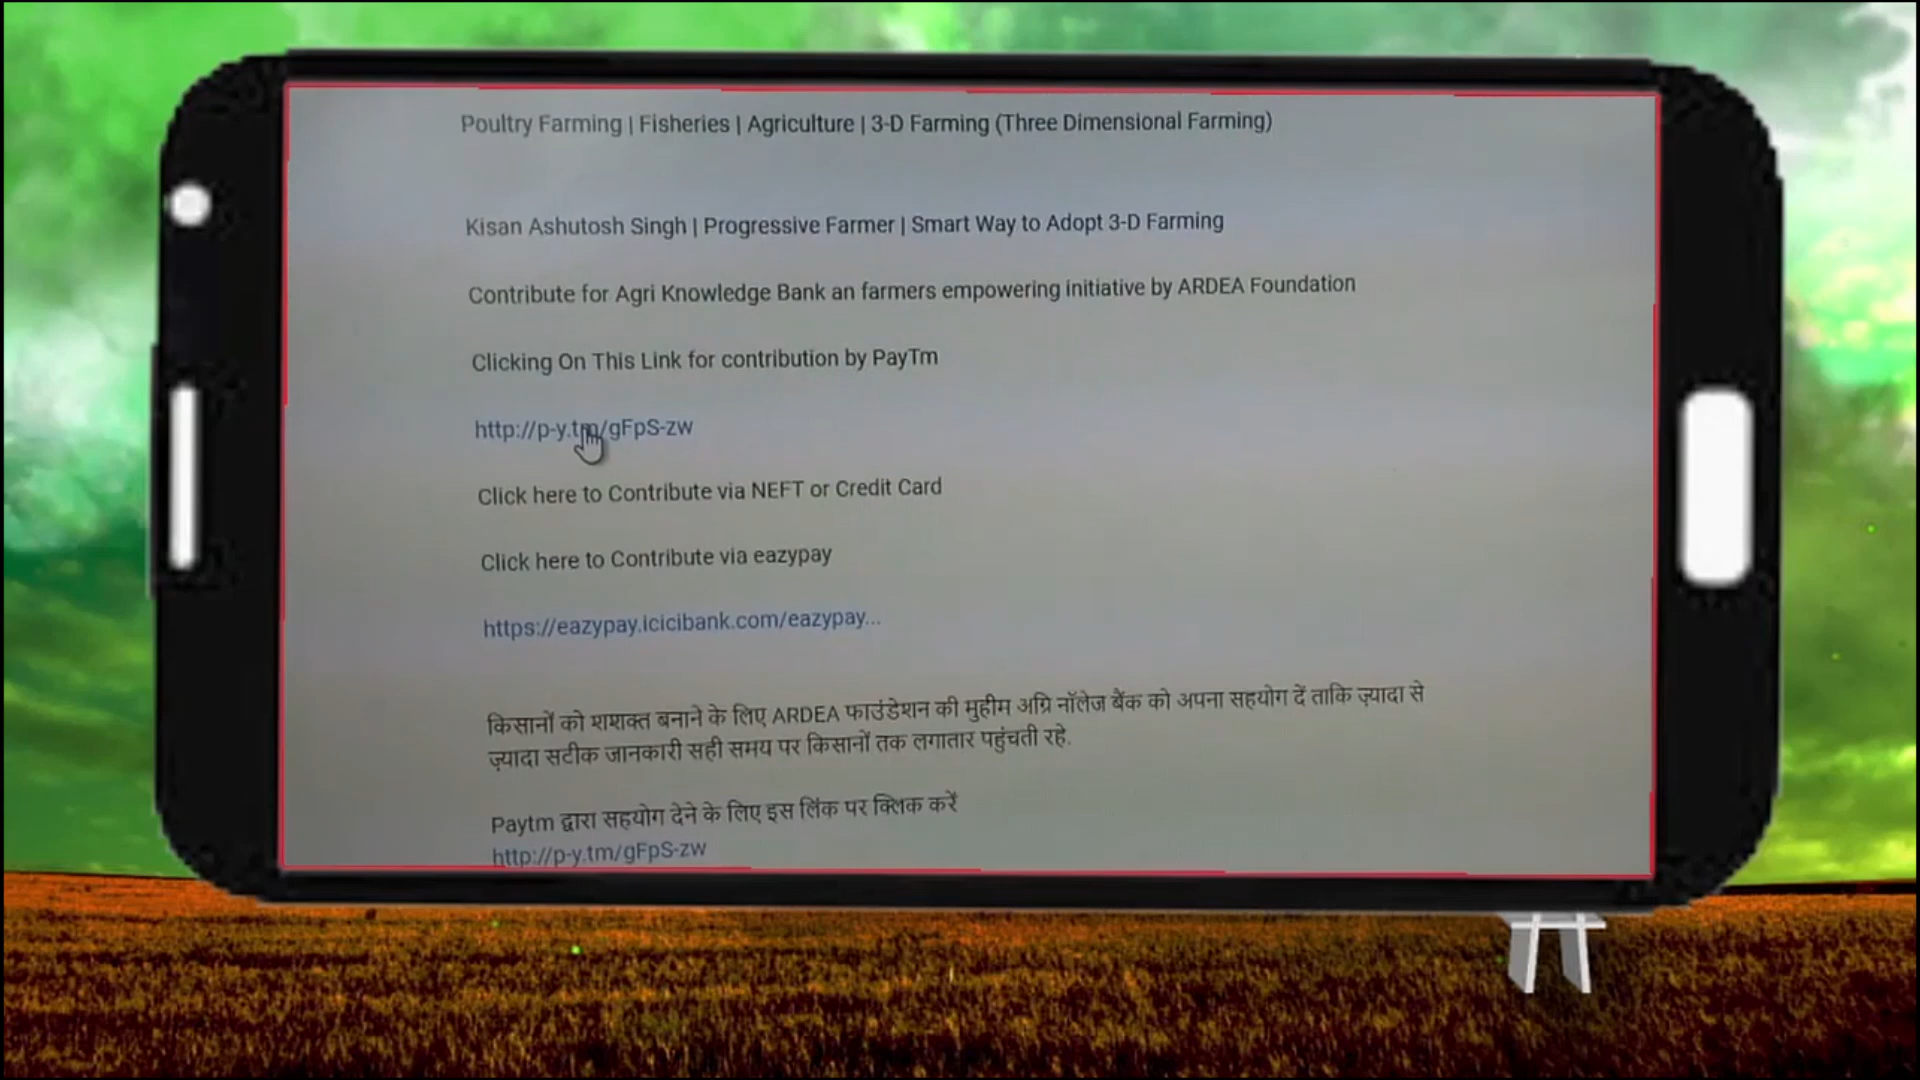 Poultry Farming | Fisheries | Agriculture | 3-D Farming (Three Dimensional Farming)
Kisan Ashutosh Singh | Progressive Farmer | Smart Way to Adopt 3-D Farming
Contribute for Agri Knowledge Bank an farmers empowering initiative by ARDEA Foundation
Clicking On This Link for contribution by PayTm
http://p-y.tm/gFpS-zw
Click here to Contribute via NEFT or Credit Card
Click here to Contribute via eazypay
https://eazypay.icicibank.com/eazypay...
किसानों को शशक्त बनाने के लिए ARDEA फाउंडेशन की मुहीम अग्रि नॉलेज बैंक को अपना सहयोग दें ताकि ज़्यादा से
ज़्यादा सटीक जानकारी सही समय पर किसानों तक लगातार पहुंचती रहे.
Paytm द्वारा सहयोग देने के लिए इस लिंक पर क्लिक करें
http://p-y.tm/gFpS-zw